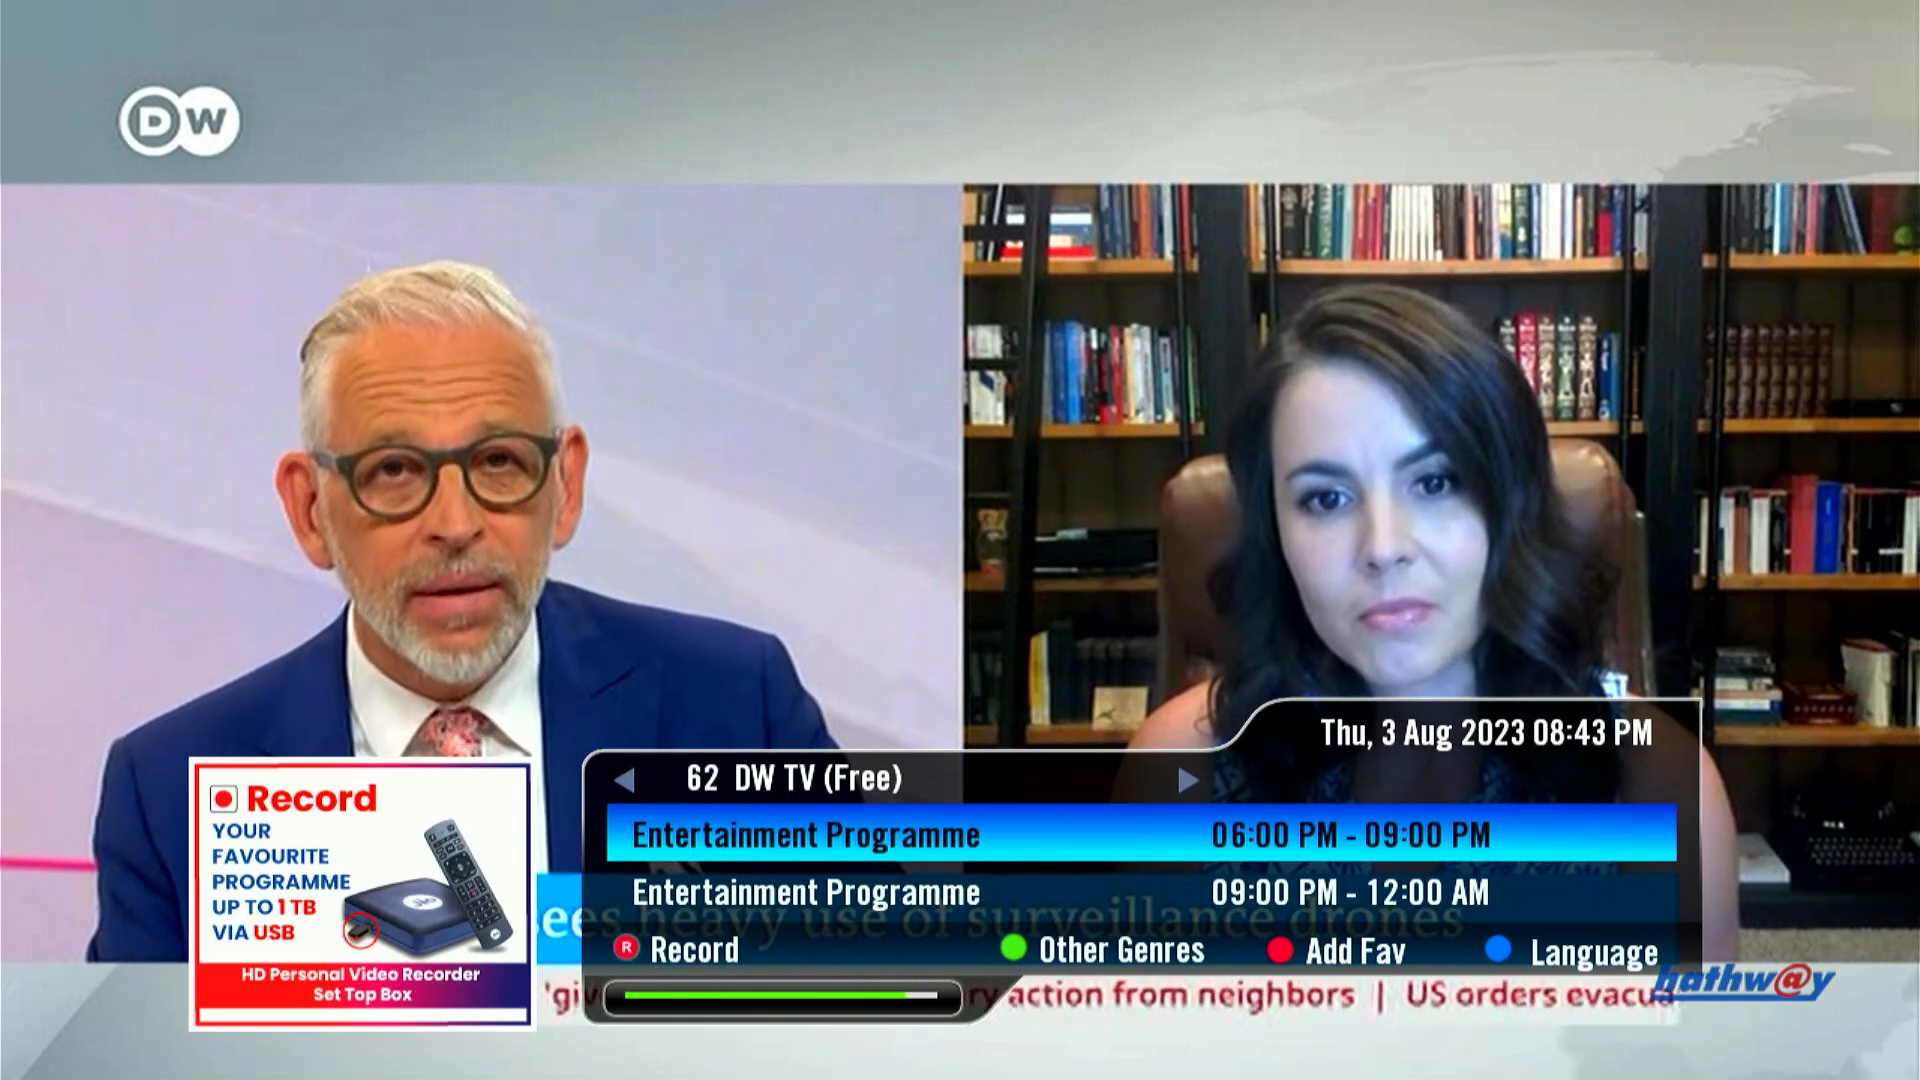 DW
Thu, 3 Aug 2023 08:43 PM
62 DW TV (Free)
Entertainment Programme 06:00 PM - 09:00 PM
Entertainment Programme 09:00 PM - 12:00 AM
heavy use of surveillance drones
R Record Other Genres Add Fav Language
Record
YOUR
FAVOURITE
PROGRAMME
UP TO 1 TB
VIA USB
Jio
HD Personal Video Recorder
Set Top Box
action from neighbors | US orders
hathw@y